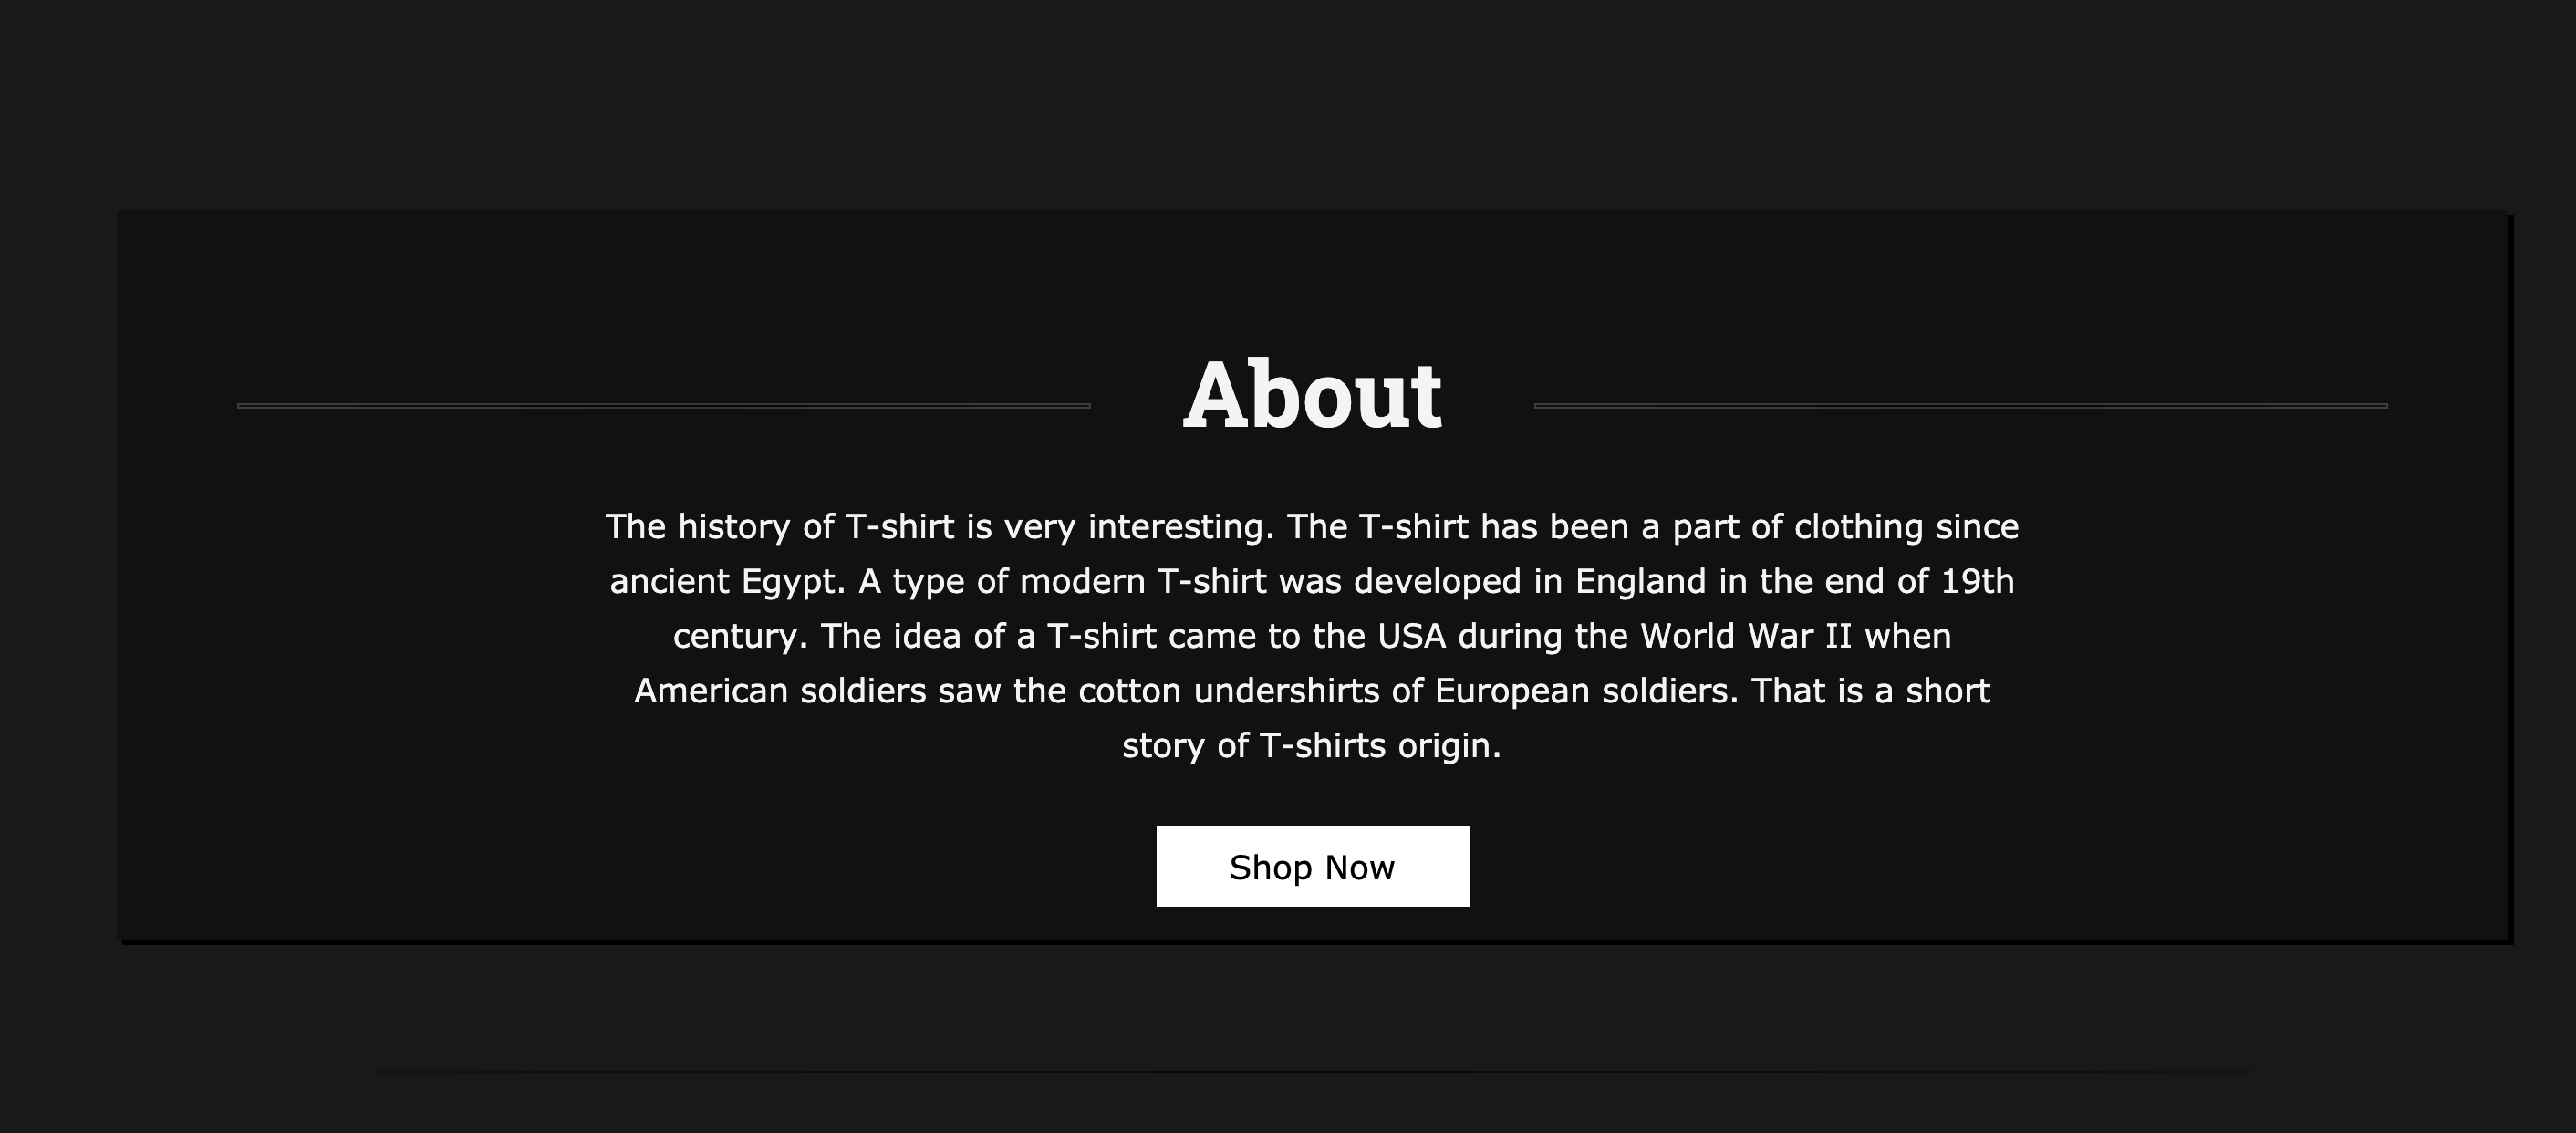 About
The history of T-shirt is very interesting. The T-shirt has been a part of clothing since
ancient Egypt. A type of modern T-shirt was developed in England in the end of 19th
century. The idea of a T-shirt came to the USA during the World War II when
American soldiers saw the cotton undershirts of European soldiers. That is a short
story of T-shirts origin.
Shop Now